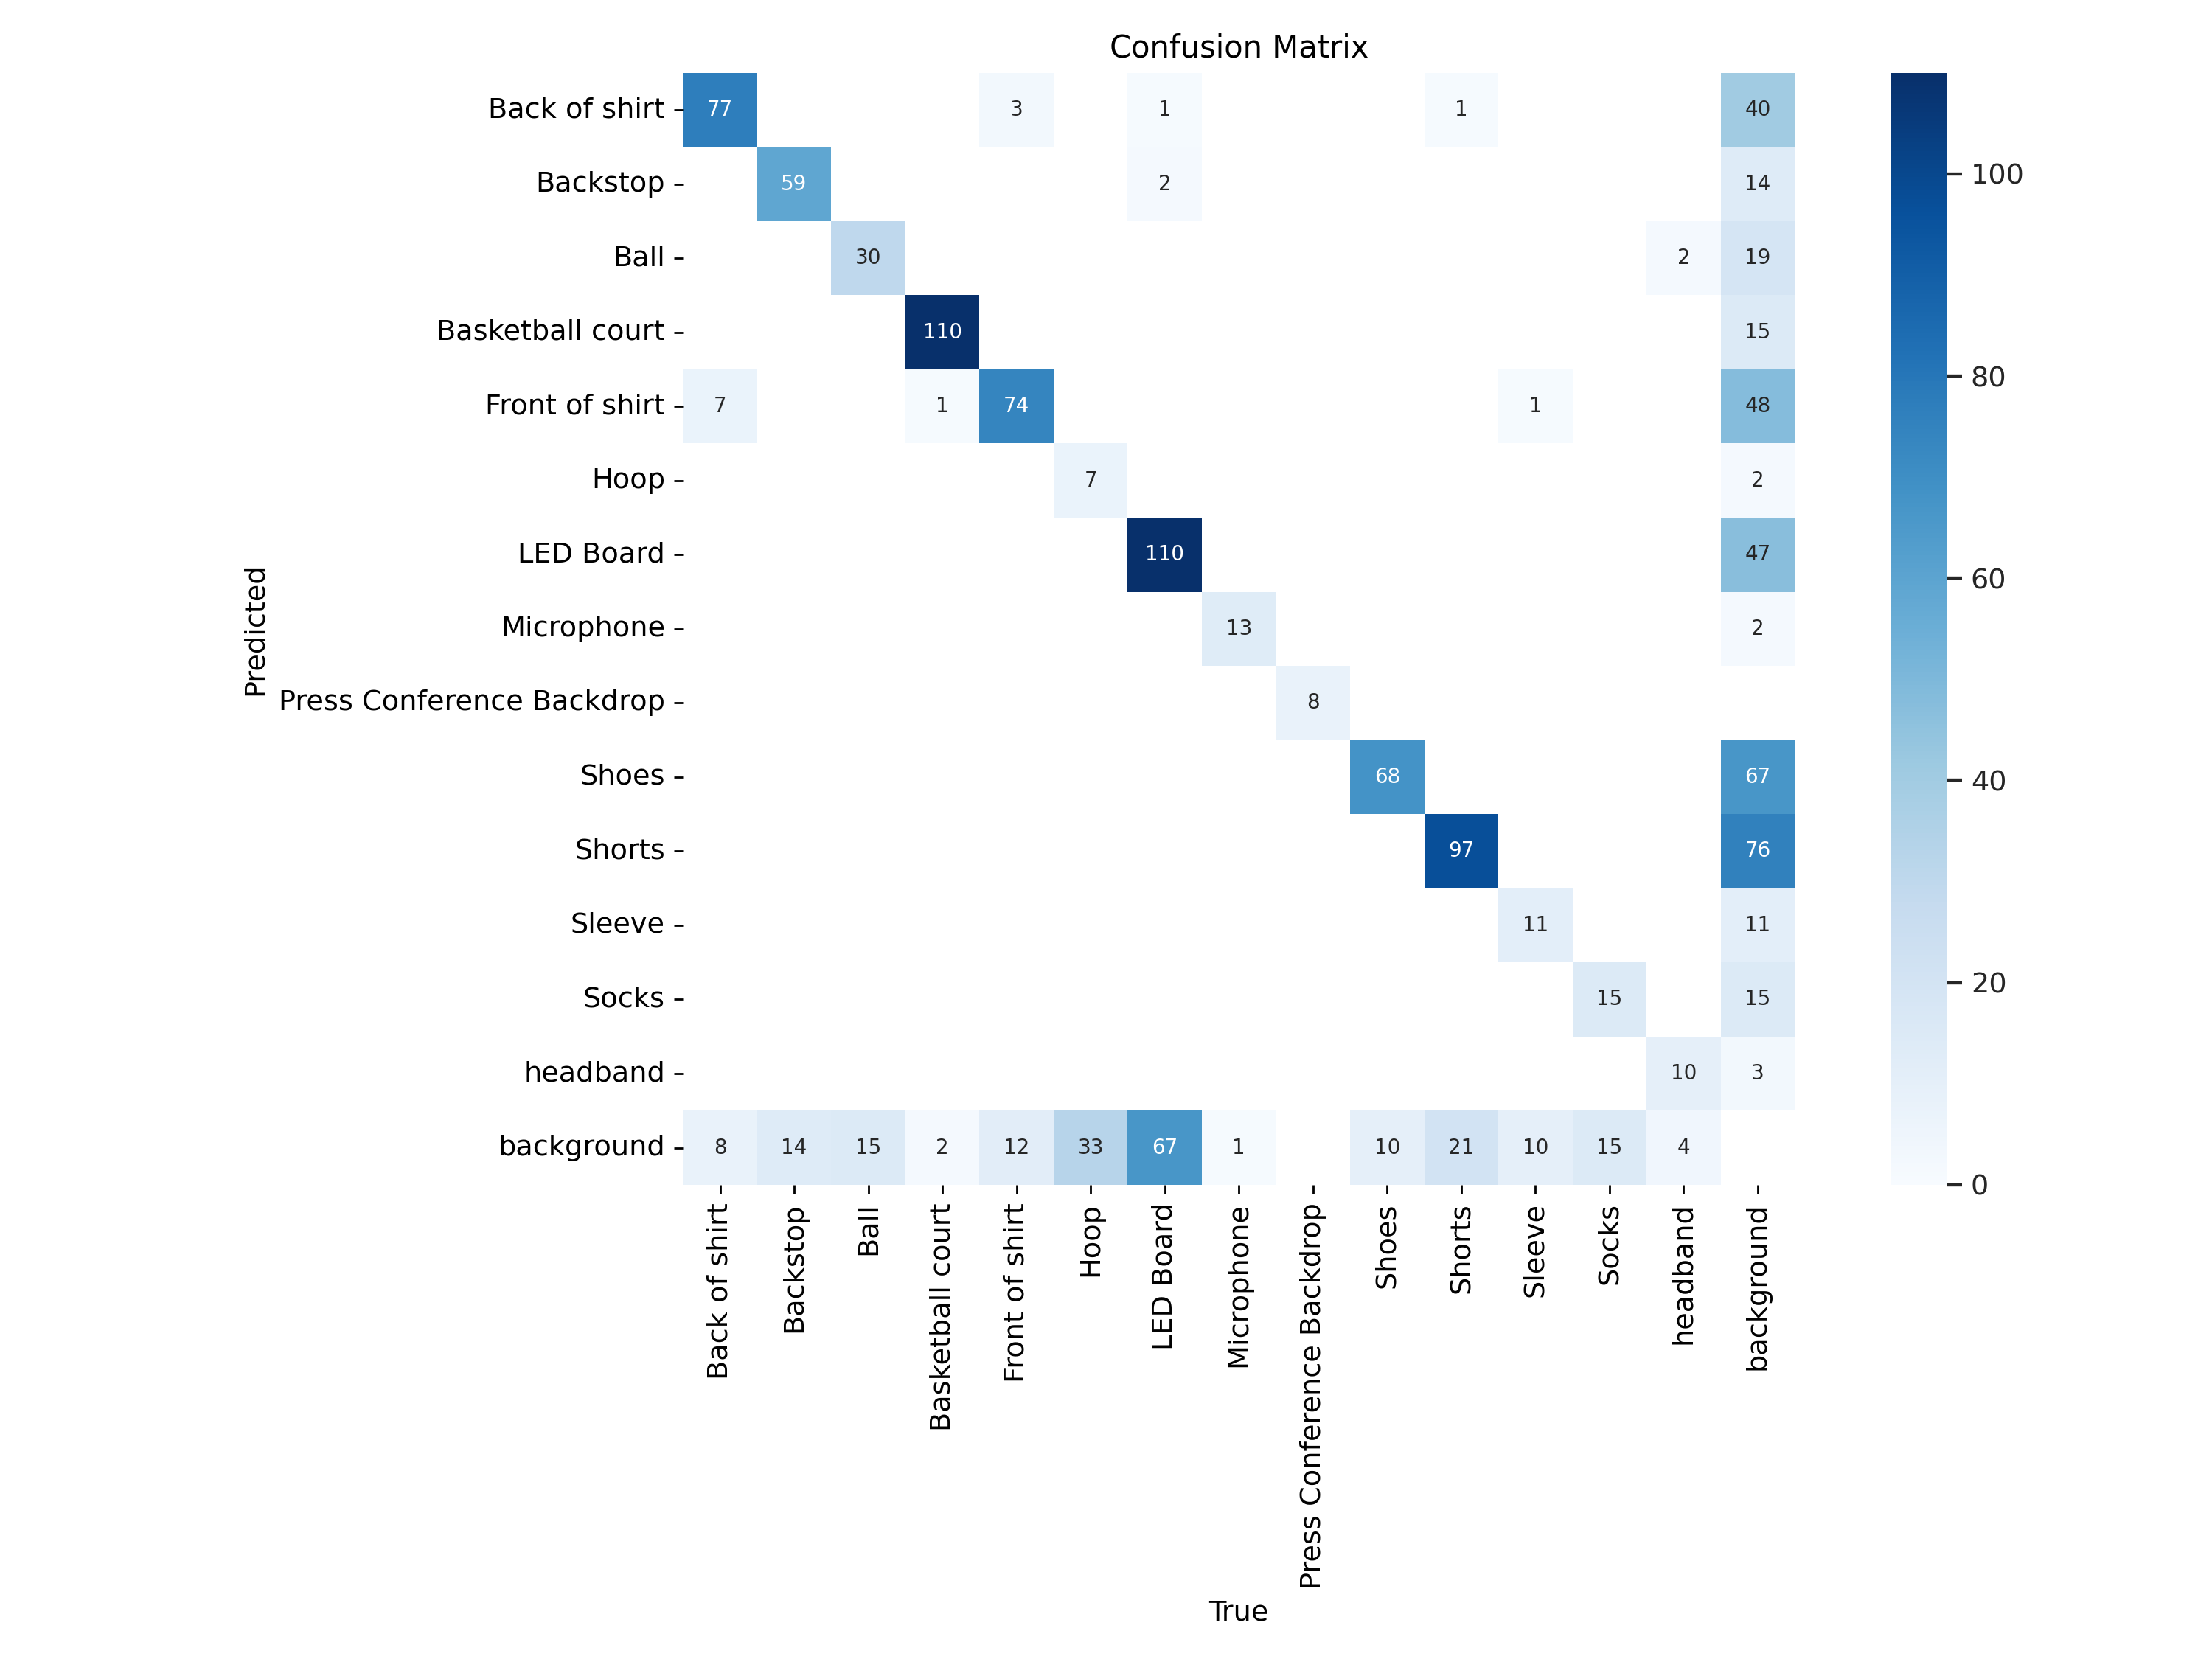 Confusion Matrix
Back of shirt 77 3 1 1 40
Backstop 59 2 14
Ball 30 2 19
Basketball court 110 15
Front of shirt 7 1 74 1 48
Hoop 7 2
LED Board 110 47
Microphone 13 2
Press Conference Backdrop 8
Shoes 68 67
Shorts 97 76
Sleeve 11 11
Socks 15 15
headband 10 3
background 8 14 15 2 12 33 67 1 10 21 10 15 4
Predicted
Back of shirt
Backstop
Ball
Basketball court
Front of shirt
Hoop
LED Board
Microphone
Press Conference Backdrop
Shoes
Shorts
Sleeve
Socks
headband
background
True
100
80
60
40
20
0